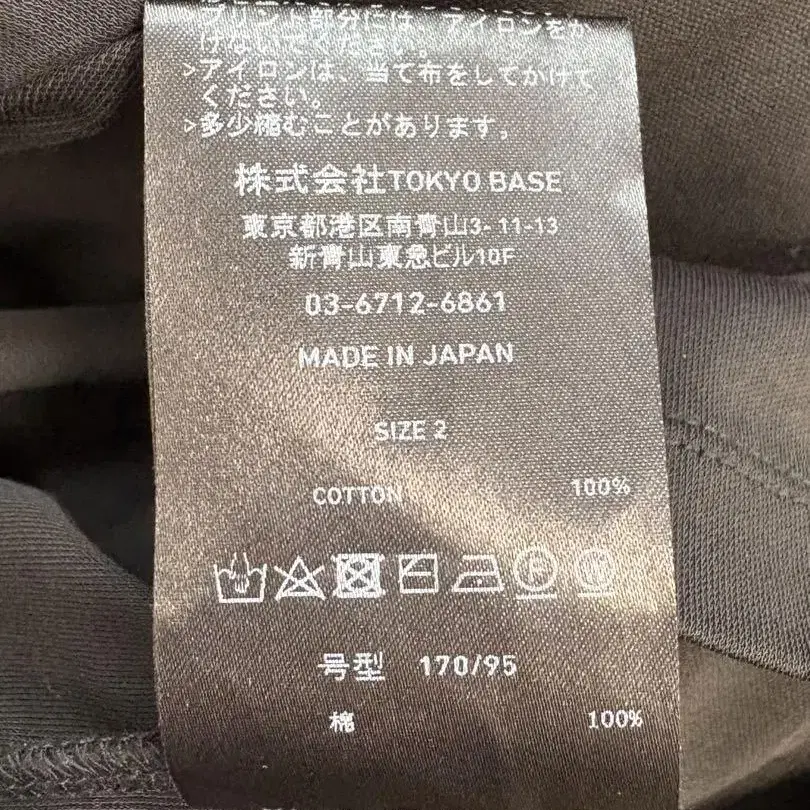 プリント部分には、アイロンをか
けないでください。
>アイロンは、当て布をしてかけて
ください。
>多少縮むことがあります。
株式会社TOKYO BASE
東京都港区南青山3-11-13
新青山東急ビル10F
03-6712-6861
MADE IN JAPAN
SIZE 2
COTTON 100%
F W
号型 170/95
棉 100%